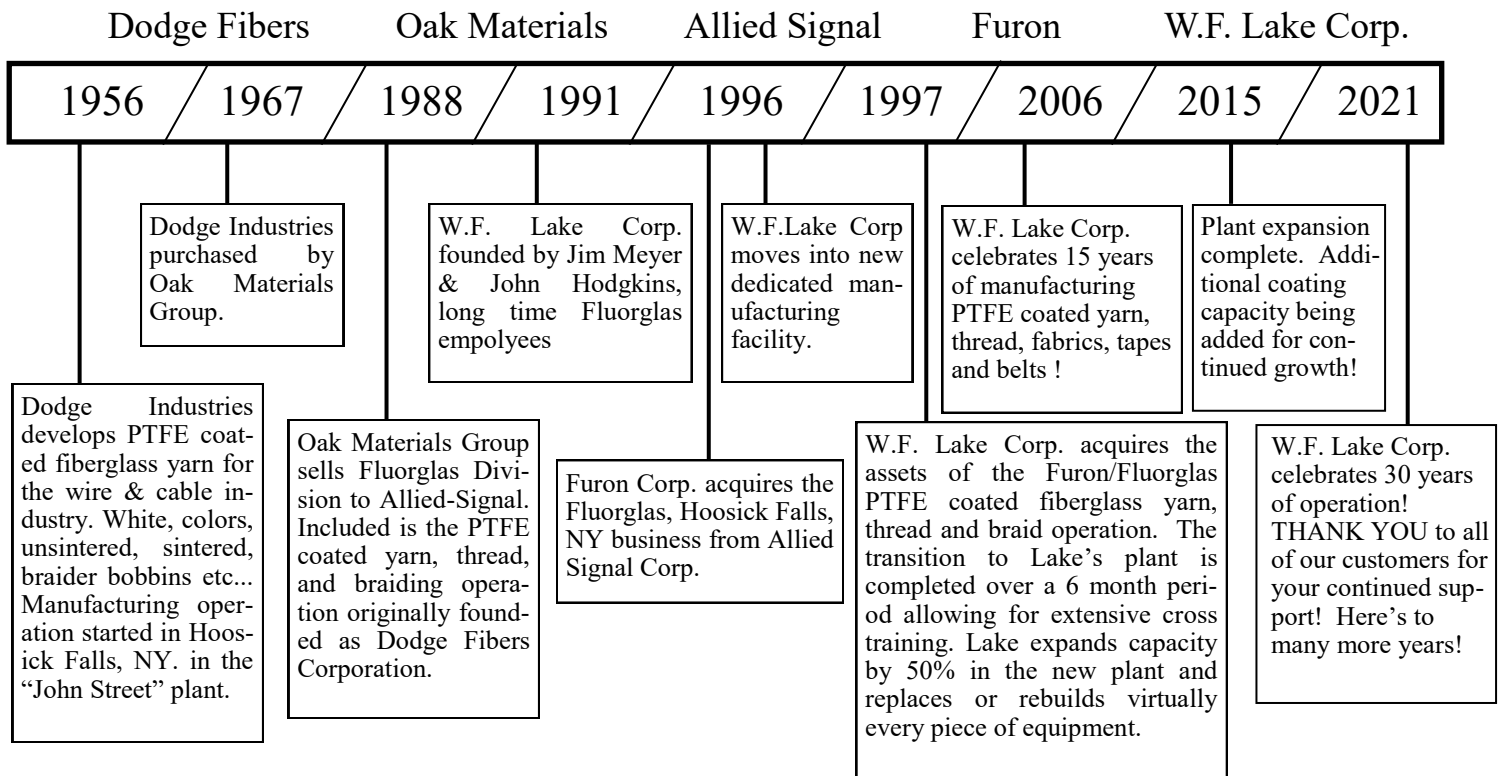 Dodge Fibers Oak Materials Allied Signal Furon W.F. Lake Corp.
1956 1967 1988 1991 1996 1997 2006 2015 2021
Dodge Industries
purchased by
Oak Materials
Group.
W.F. Lake Corp.
founded by Jim Meyer
& John Hodgkins,
long time Fluorglas
empolyees
W.F.Lake Corp
moves into new
dedicated man-
ufacturing
facility.
W.F. Lake Corp.
celebrates 15 years
of manufacturing
PTFE coated yarn,
thread, fabrics, tapes
and belts !
Plant expansion
complete. Addi-
tional coating
capacity being
added for con-
tinued growth!
Dodge Industries
develops PTFE coat-
ed fiberglass yarn for
the wire & cable in-
dustry. White, colors,
unsintered, sintered,
braider bobbins etc...
Manufacturing oper-
ation started in Hoos-
ick Falls, NY. in the
“John Street” plant.
Oak Materials Group
sells Fluorglas Divi-
sion to Allied-Signal.
Included is the PTFE
coated yarn, thread,
and braiding opera-
tion originally found-
ed as Dodge Fibers
Corporation.
Furon Corp. acquires the
Fluorglas, Hoosick Falls,
NY business from Allied
Signal Corp.
W.F. Lake Corp. acquires the
assets of the Furon/Fluorglas
PTFE coated fiberglass yarn,
thread and braid operation. The
transition to Lake’s plant is
completed over a 6 month peri-
od allowing for extensive cross
training. Lake expands capacity
by 50% in the new plant and
replaces or rebuilds virtually
every piece of equipment.
W.F. Lake Corp.
celebrates 30 years
of operation!
THANK YOU to all
of our customers for
your continued sup-
port! Here’s to
many more years!